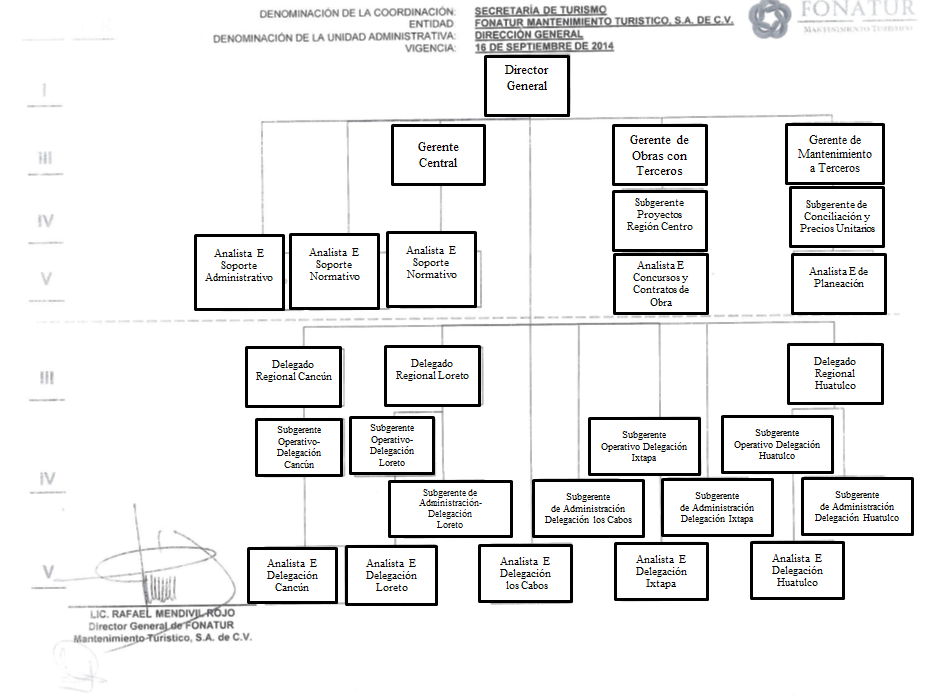 DENOMINACIÓN DE LA COORDINACIÓN: SECRETARÍA DE TURISMO
ENTIDAD FONATUR MANTENIMIENTO TURISTICO, S.A. DE C.V.
DENOMINACIÓN DE LA UNIDAD ADMINISTRATIVA: DIRECCIÓN GENERAL
VIGENCIA: 16 DE SEPTIEMBRE DE 2014
FONATUR
MANTENIMIENTO TURÍSTICO
I
Director
General
III
Gerente
Central
Gerente de
Obras con
Terceros
Gerente de
Mantenimiento
a Terceros
IV
Subgerente
Proyectos
Región Centro
Subgerente de
Conciliación y
Precios Unitarios
V
Analista E
Soporte
Administrativo
Analista E
Soporte
Normativo
Analista E
Soporte
Normativo
Analista E
Concursos y
Contratos de
Obra
Analista E de
Planeación
III
Delegado
Regional Cancún
Delegado
Regional Loreto
Delegado
Regional
Huatulco
IV
Subgerente
Operativo-
Delegación
Cancún
Subgerente
Operativo-
Delegación
Loreto
Subgerente
Operativo Delegación
Ixtapa
Subgerente
Operativo Delegación
Huatulco
Subgerente de
Administración-
Delegación
Loreto
Subgerente
de Administración
Delegación los Cabos
Subgerente
de Administración
Delegación Ixtapa
Subgerente
de Administración
Delegación Huatulco
V
Analista E
Delegación
Cancún
Analista E
Delegación
Loreto
Analista E
Delegación
los Cabos
Analista E
Delegación
Ixtapa
Analista E
Delegación
Huatulco
LIC. RAFAEL MENDIVIL ROJO
Director General de FONATUR
Mantenimiento Turístico, S.A. de C.V.